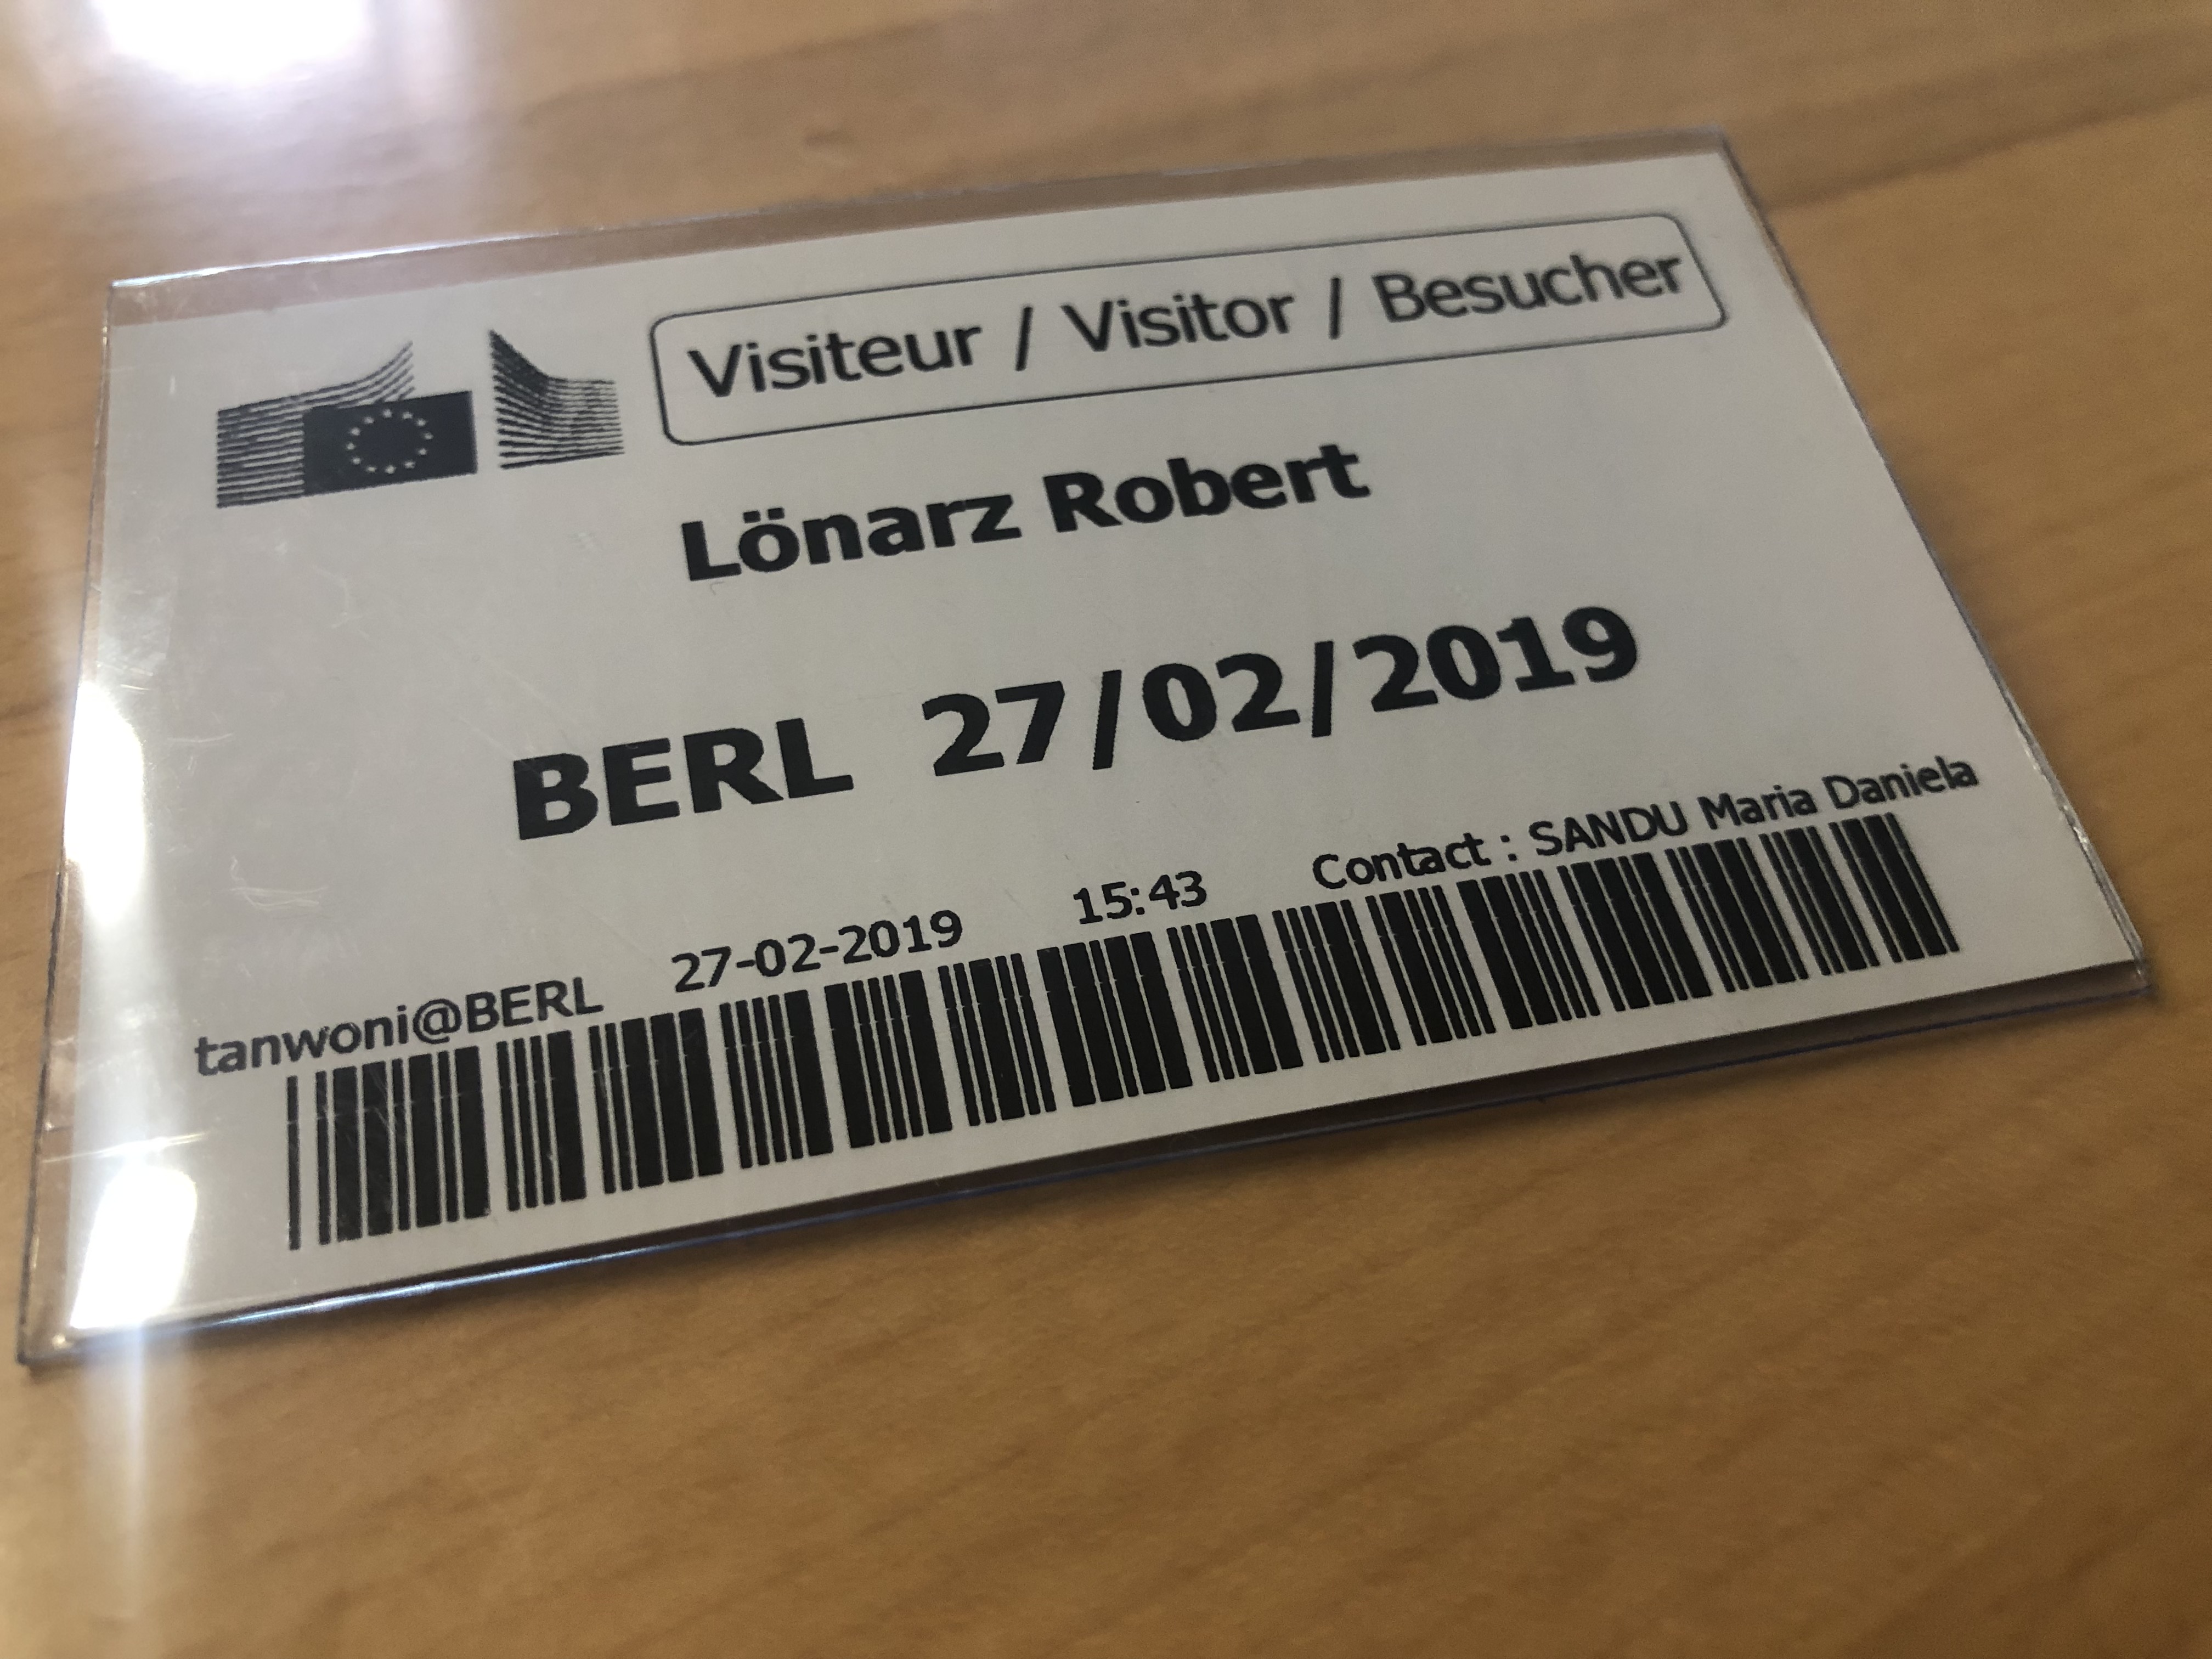 Visiteur / Visitor / Besucher
Lönarz Robert
BERL 27/02/2019
tanwoni@BERL 27-02-2019 15:43 Contact : SANDU Maria Daniela